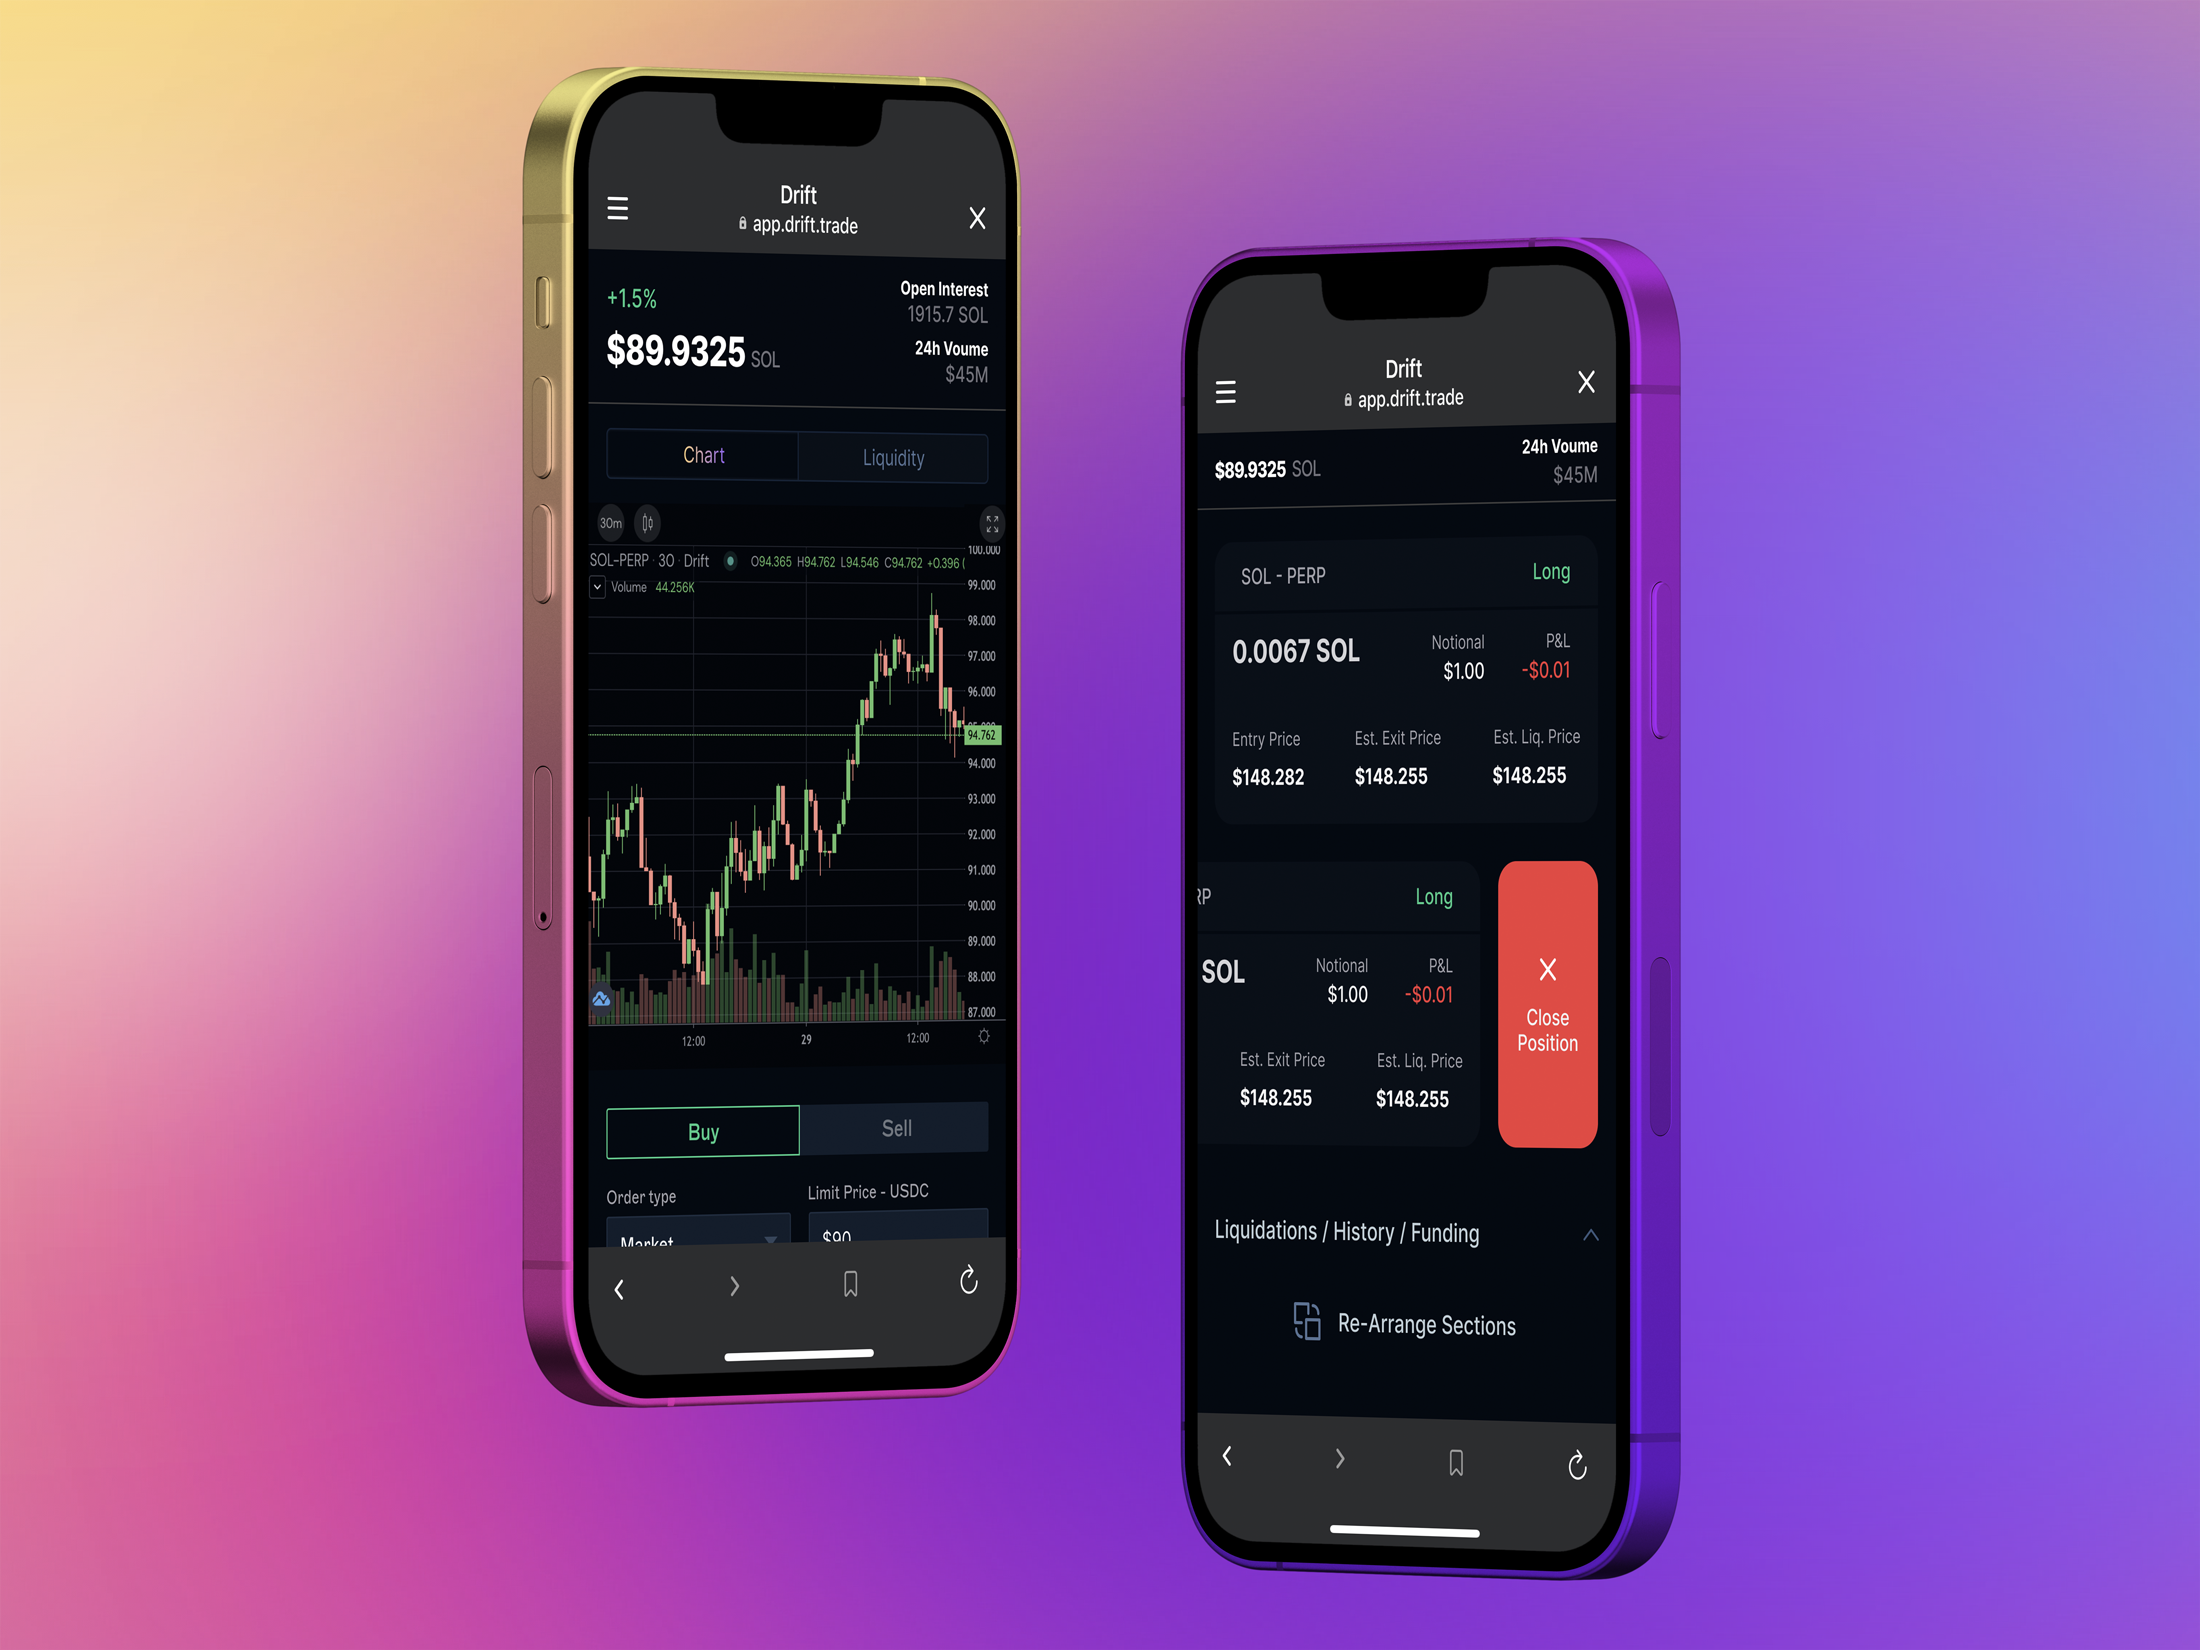 Drift
app.drift.trade
+1.5%
$89.9325 SOL
Open Interest
1915.7 SOL
24h Voume
$45M
Chart
Liquidity
30m
SOL-PERP · 30 · Drift
O94.365 H94.762 L94.546 C94.762 +0.396 (
Volume 44.256K
100.000
99.000
98.000
97.000
96.000
95.000
94.762
94.000
93.000
92.000
91.000
90.000
89.000
88.000
87.000
12:00
29
12:00
Buy
Sell
Order type
Limit Price - USDC
Market
$90
Drift
app.drift.trade
$89.9325 SOL
24h Voume
$45M
SOL - PERP
Long
0.0067 SOL
Notional
$1.00
P&L
-$0.01
Entry Price
$148.282
Est. Exit Price
$148.255
Est. Liq. Price
$148.255
RP
Long
SOL
Notional
$1.00
P&L
-$0.01
Est. Exit Price
$148.255
Est. Liq. Price
$148.255
Close
Position
Liquidations / History / Funding
Re-Arrange Sections